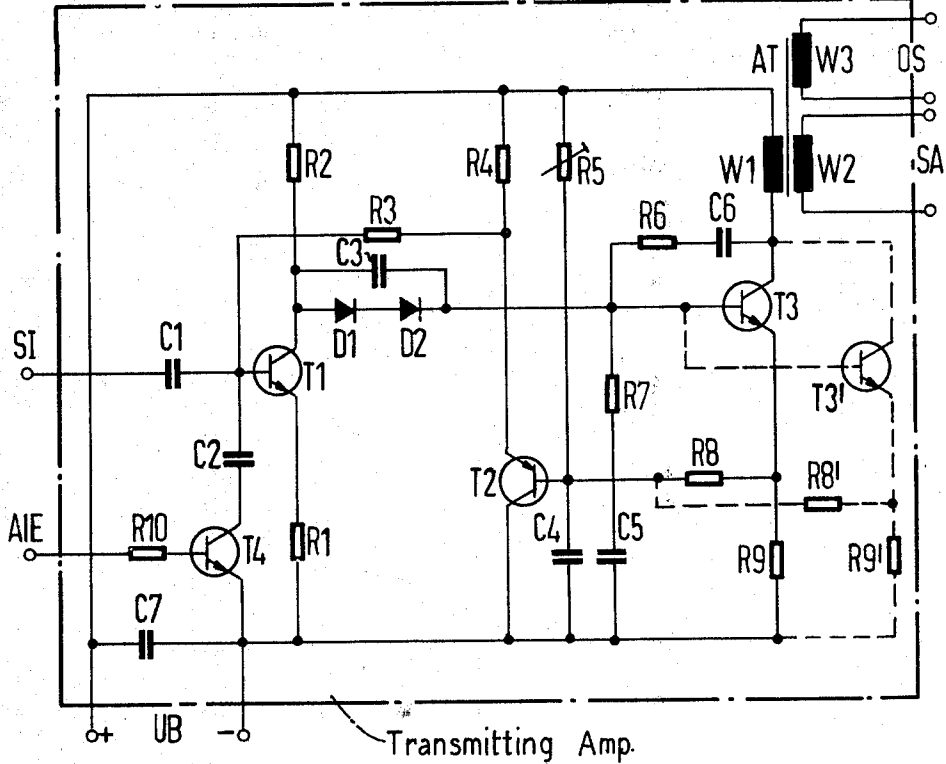 AT W3 OS
R2 R4 R5 W1 W2 SA
R3 R6 C6
C3
SI C1 D1 D2 T3
T1 R7 T3'
C2 T2 R8 R8'
AIE R10 T4 R1 C4 C5 R9 R9'
C7
+ UB -
Transmitting Amp.